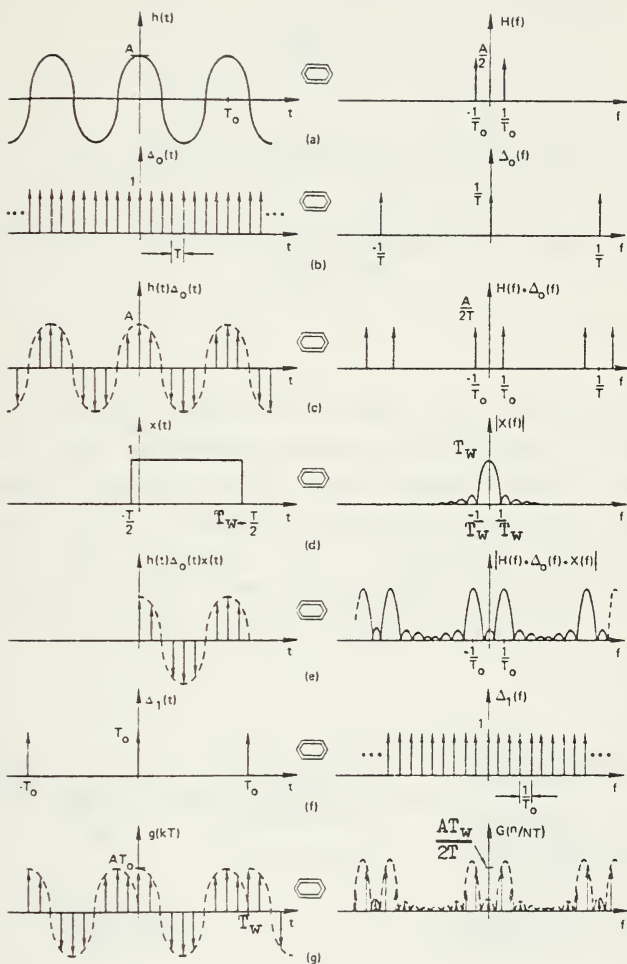 h(t)
H(f)
A
A/2
T₀
t
-1/T₀
1/T₀
f
(a)
Δ₀(t)
Δ₀(f)
1
1/T
...
...
T
t
-1/T
1/T
f
(b)
h(t)Δ₀(t)
H(f)*Δ₀(f)
A
A/2T
t
-1/T₀
1/T₀
1/T
f
(c)
x(t)
|X(f)|
1
T_W
-T/2
T_W-T/2
t
-1/T_W
1/T_W
f
(d)
h(t)Δ₀(t)x(t)
|H(f)*Δ₀(f)*X(f)|
t
-1/T₀
1/T₀
f
(e)
Δ₁(t)
Δ₁(f)
T₀
1
...
...
-T₀
T₀
t
1/T₀
f
(f)
g(kT)
G(n/NT)
AT₀
AT_W/2T
T_W
t
f
(g)